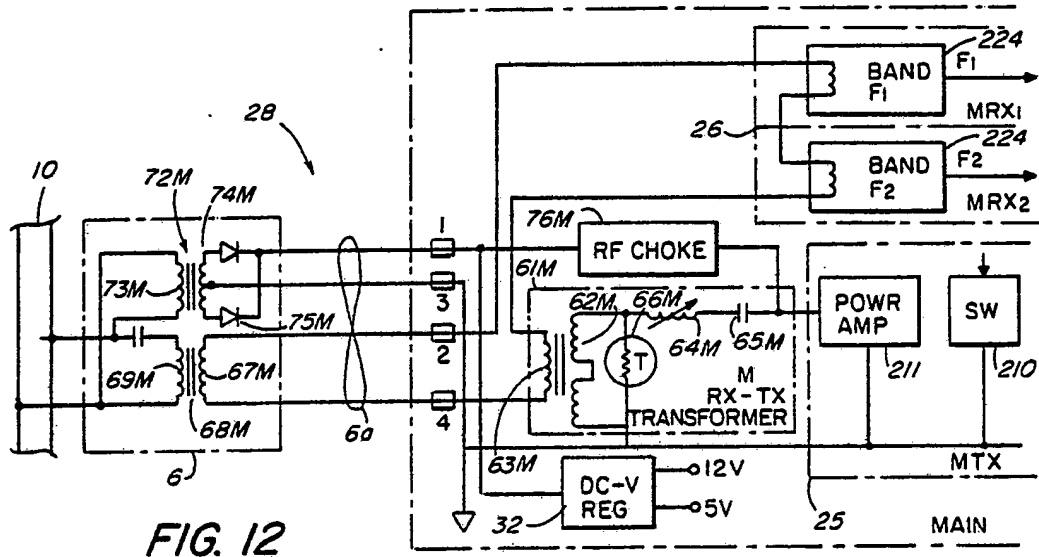 224
BAND
F1
F1
MRX1
26
224
BAND
F2
F2
MRX2
28
10
72M
74M
76M
RF CHOKE
1
3
2
4
61M
62M
66M
64M
65M
T
73M
75M
69M
67M
68M
6
6a
63M
M
RX-TX
TRANSFORMER
POWR
AMP
211
SW
210
MTX
25
DC-V
REG
32
12V
5V
MAIN
FIG. 12